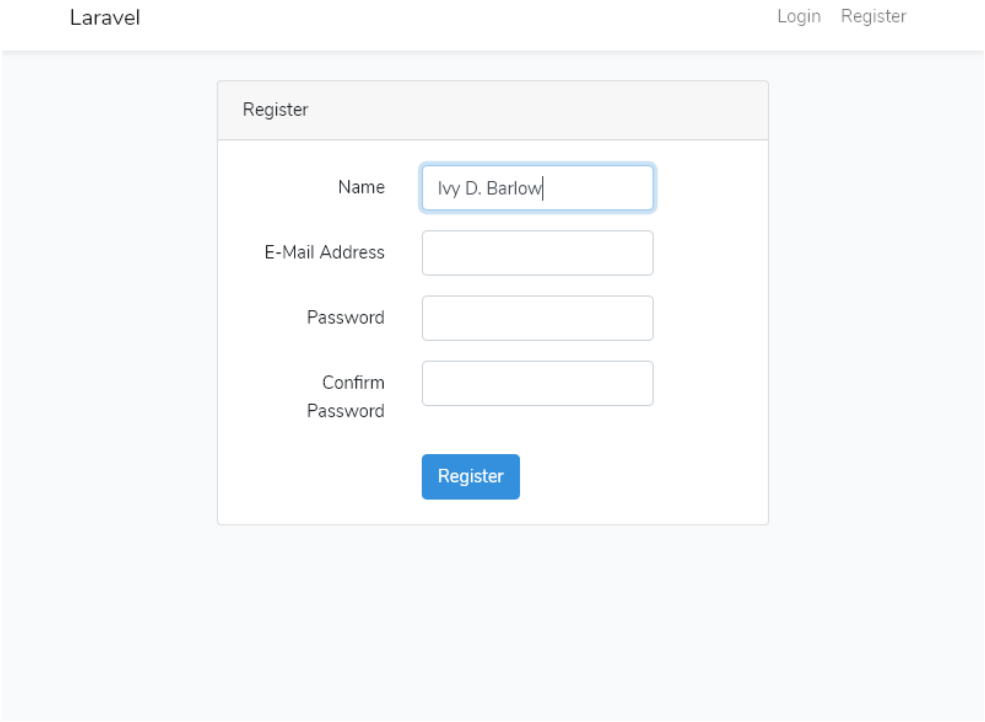 Laravel
Login Register
Register
Name
Ivy D. Barlow
E-Mail Address
Password
Confirm
Password
Register